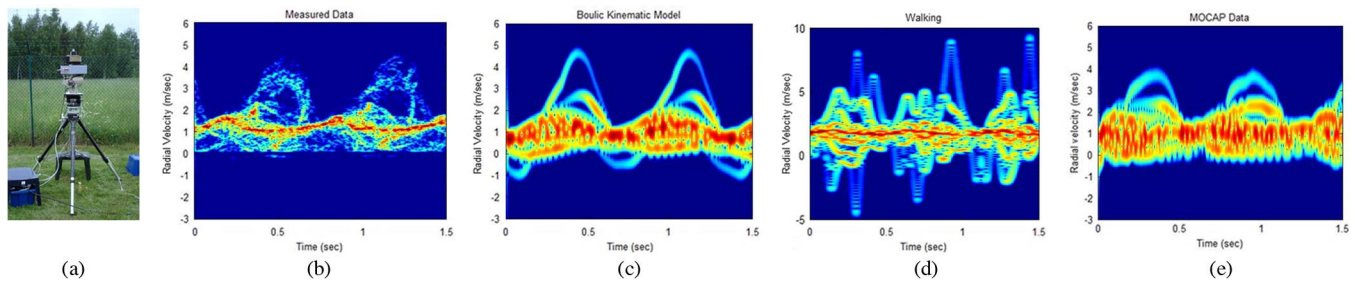 Measured Data
6
5
4
3
2
1
0
-1
-2
-3
0 0.5 1 1.5
Radial Velocity (m/sec)
Time (sec)
Boulic Kinematic Model
6
5
4
3
2
1
0
-1
-2
-3
0 0.5 1 1.5
Radial Velocity (m/sec)
Time (sec)
Walking
10
5
0
-5
0 0.5 1 1.5
Radial Velocity (m/sec)
Time (sec)
MOCAP Data
6
5
4
3
2
1
0
-1
-2
-3
0 0.5 1 1.5
Radial velocity (m/sec)
Time (sec)
(a) (b) (c) (d) (e)